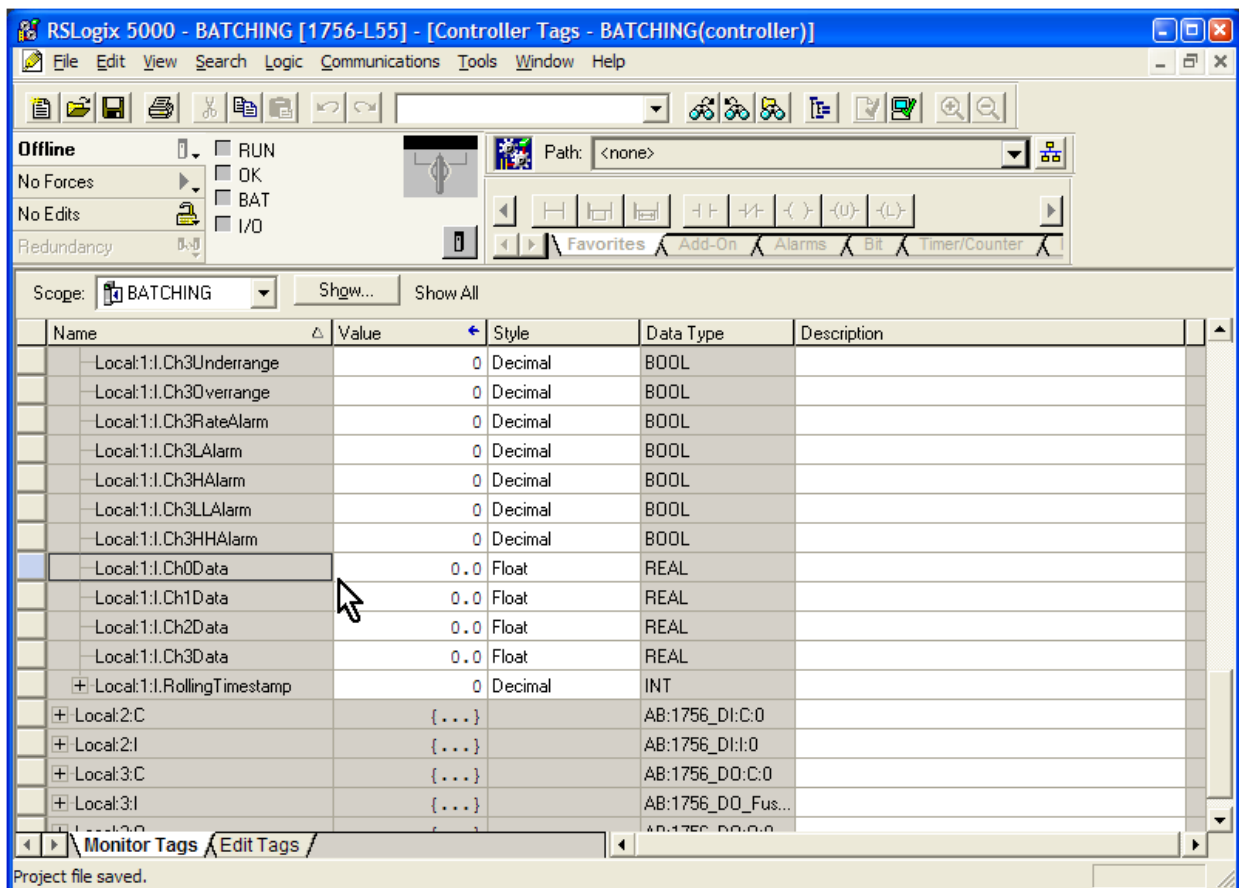 RSLogix 5000 - BATCHING [1756-L55] - [Controller Tags - BATCHING(controller)]
File Edit View Search Logic Communications Tools Window Help
Offline
RUN
Path: <none>
No Forces
OK
BAT
No Edits
I/O
Redundancy
Favorites Add-On Alarms Bit Timer/Counter
Scope: BATCHING Show... Show All
Name Value Style Data Type Description
Local:1:I.Ch3Underrange 0 Decimal BOOL
Local:1:I.Ch3Overrange 0 Decimal BOOL
Local:1:I.Ch3RateAlarm 0 Decimal BOOL
Local:1:I.Ch3LAlarm 0 Decimal BOOL
Local:1:I.Ch3HAlarm 0 Decimal BOOL
Local:1:I.Ch3LLAlarm 0 Decimal BOOL
Local:1:I.Ch3HHAlarm 0 Decimal BOOL
Local:1:I.Ch0Data 0.0 Float REAL
Local:1:I.Ch1Data 0.0 Float REAL
Local:1:I.Ch2Data 0.0 Float REAL
Local:1:I.Ch3Data 0.0 Float REAL
Local:1:I.RollingTimestamp 0 Decimal INT
Local:2:C {...} AB:1756_DI:C:0
Local:2:I {...} AB:1756_DI:I:0
Local:3:C {...} AB:1756_DO:C:0
Local:3:I {...} AB:1756_DO_Fus...
Monitor Tags Edit Tags
Project file saved.